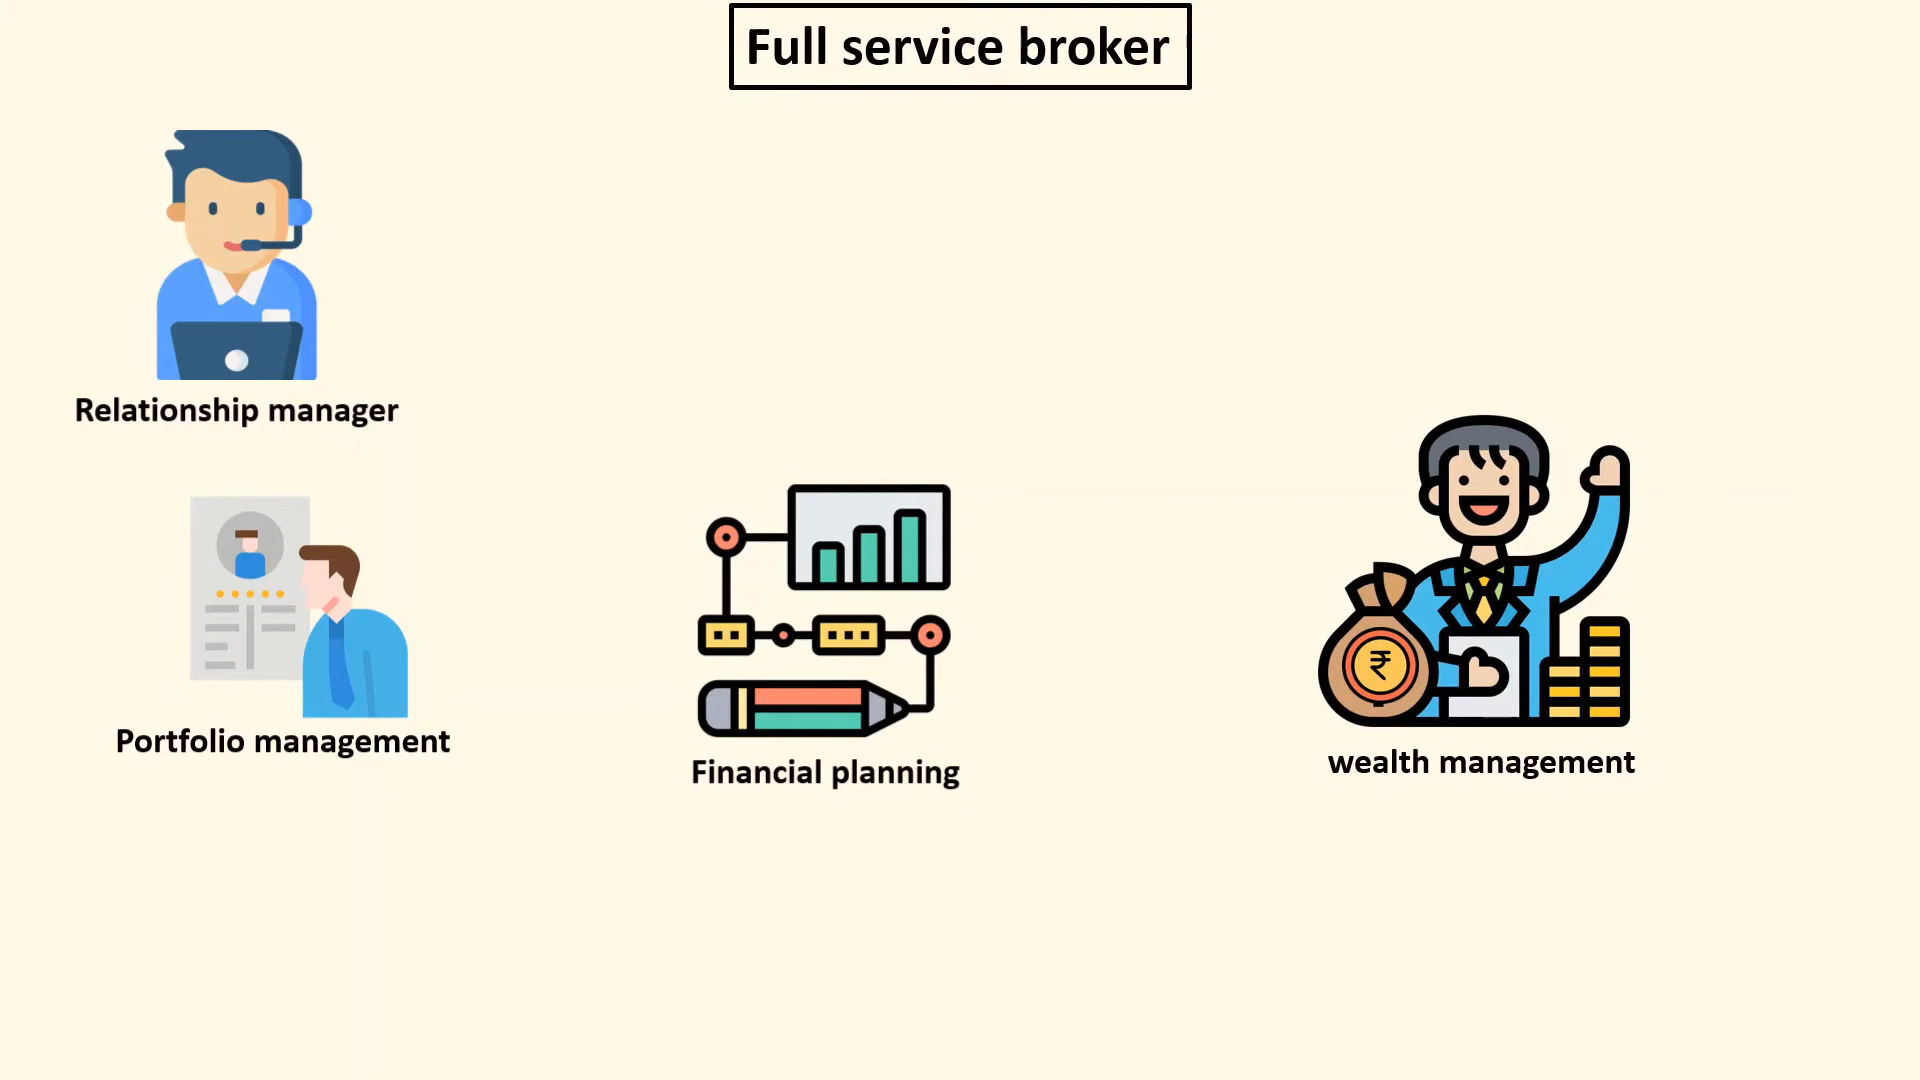 Full service broker
Relationship manager
Portfolio management
Financial planning
₹
wealth management